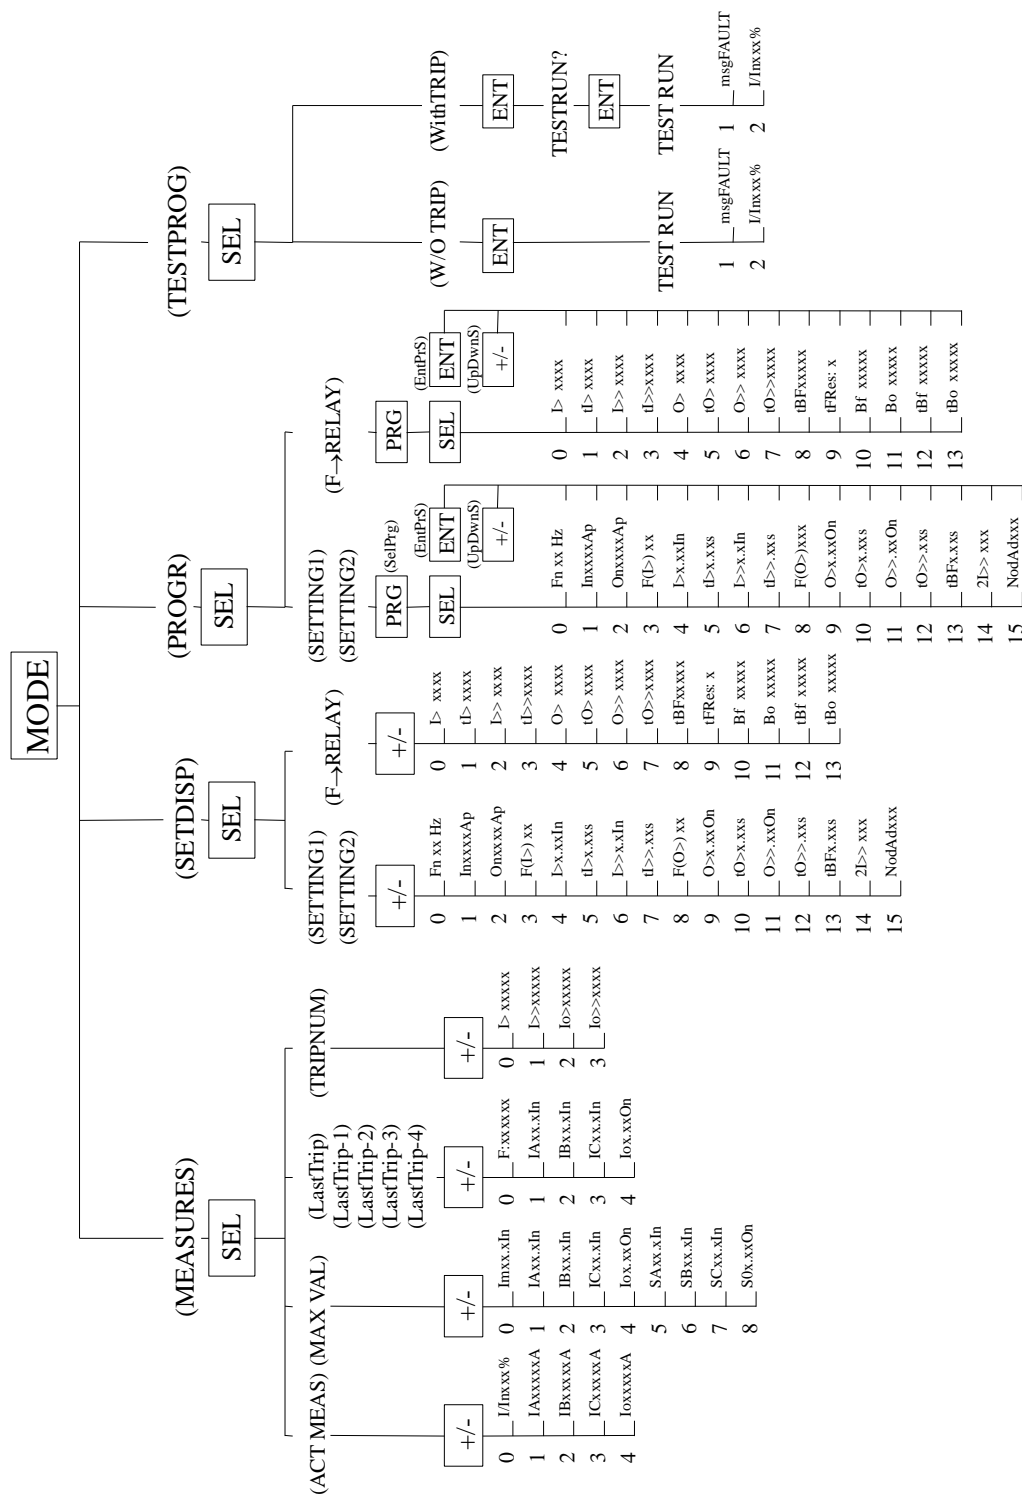 MODE
(MEASURES)
SEL
(ACT MEAS)
+/-
0 I/Inxxx%
1 IAxxxxxA
2 IBxxxxxA
3 ICxxxxxA
4 IoxxxxxA
(MAX VAL)
+/-
0 Imxx.xIn
1 IAxx.xIn
2 IBxx.xIn
3 ICxx.xIn
4 Iox.xxOn
5 SAxx.xIn
6 SBxx.xIn
7 SCxx.xIn
8 S0x.xxOn
(LastTrip)
(LastTrip-1)
(LastTrip-2)
(LastTrip-3)
(LastTrip-4)
+/-
0 F:xxxxxx
1 IAxx.xIn
2 IBxx.xIn
3 ICxx.xIn
4 Iox.xxOn
(TRIPNUM)
+/-
0 I> xxxxx
1 I>>xxxxx
2 Io>xxxxx
3 Io>>xxxx
(SETDISP)
SEL
(SETTING1)
(SETTING2)
+/-
0 Fn xx Hz
1 InxxxxAp
2 OnxxxxAp
3 F(I>) xx
4 I>x.xxIn
5 tI>x.xxs
6 I>>x.xIn
7 tI>>.xxs
8 F(O>) xx
9 O>x.xxOn
10 tO>x.xxs
11 O>>.xxOn
12 tO>>.xxs
13 tBFx.xxs
14 2I>> xxx
15 NodAdxxx
(F→RELAY)
+/-
0 I> xxxx
1 tI> xxxx
2 I>> xxxx
3 tI>>xxxx
4 O> xxxx
5 tO> xxxx
6 O>> xxxx
7 tO>>xxxx
8 tBFxxxxx
9 tFRes: x
10 Bf xxxxx
11 Bo xxxxx
12 tBf xxxxx
13 tBo xxxxx
(PROGR)
SEL
(SETTING1)
(SETTING2)
PRG (SelPrg)
SEL
(EntPrS)
ENT
(UpDwnS)
+/-
0 Fn xx Hz
1 InxxxxAp
2 OnxxxxAp
3 F(I>) xx
4 I>x.xxIn
5 tI>x.xxs
6 I>>x.xIn
7 tI>>.xxs
8 F(O>)xxx
9 O>x.xxOn
10 tO>x.xxs
11 O>>.xxOn
12 tO>>.xxs
13 tBFx.xxs
14 2I>> xxx
15 NodAdxxx
(F→RELAY)
PRG
SEL
(EntPrS)
ENT
(UpDwnS)
+/-
0 I> xxxx
1 tI> xxxx
2 I>> xxxx
3 tI>>xxxx
4 O> xxxx
5 tO> xxxx
6 O>> xxxx
7 tO>>xxxx
8 tBFxxxxx
9 tFRes: x
10 Bf xxxxx
11 Bo xxxxx
12 tBf xxxxx
13 tBo xxxxx
(TESTPROG)
SEL
(W/O TRIP)
ENT
TEST RUN
1 msgFAULT
2 I/Inxxx%
(WithTRIP)
ENT
TESTRUN?
ENT
TEST RUN
1 msgFAULT
2 I/Inxxx%